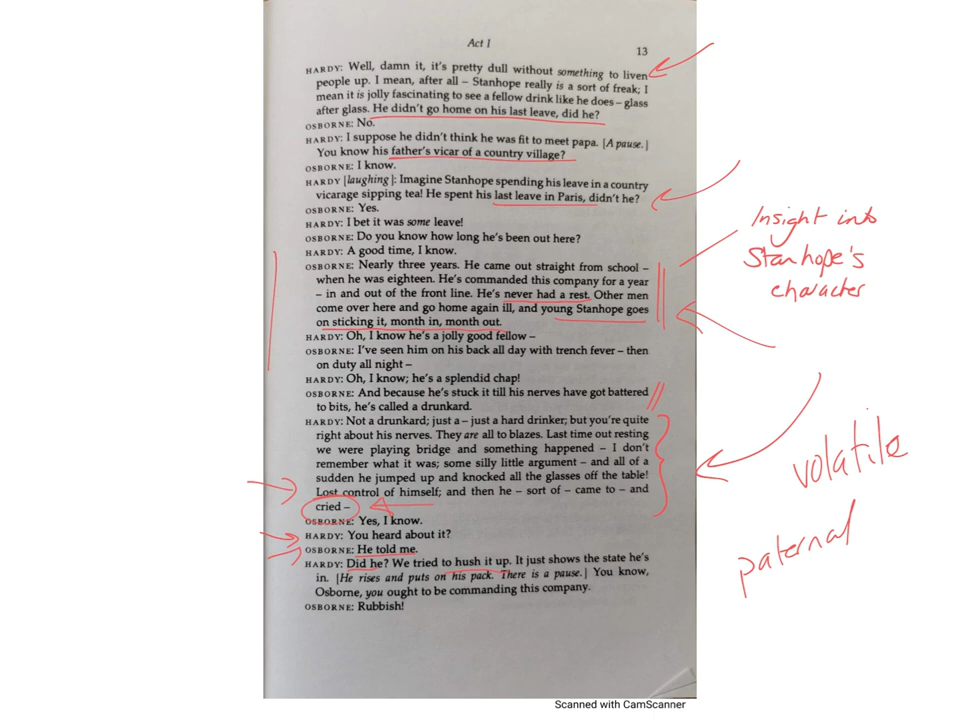 Act I
13
HARDY: Well, damn it, it's pretty dull without something to liven
people up. I mean, after all – Stanhope really is a sort of freak; I
mean it is jolly fascinating to see a fellow drink like he does – glass
after glass. He didn't go home on his last leave, did he?
OSBORNE: No.
HARDY: I suppose he didn't think he was fit to meet papa. [A pause.]
You know his father's vicar of a country village?
OSBORNE: I know.
HARDY [laughing]: Imagine Stanhope spending his leave in a country
vicarage sipping tea! He spent his last leave in Paris, didn't he?
OSBORNE: Yes.
HARDY: I bet it was some leave!
OSBORNE: Do you know how long he's been out here?
HARDY: A good time, I know.
OSBORNE: Nearly three years. He came out straight from school –
when he was eighteen. He's commanded this company for a year
– in and out of the front line. He's never had a rest. Other men
come over here and go home again ill, and young Stanhope goes
on sticking it, month in, month out.
HARDY: Oh, I know he's a jolly good fellow –
OSBORNE: I've seen him on his back all day with trench fever – then
on duty all night –
HARDY: Oh, I know; he's a splendid chap!
OSBORNE: And because he's stuck it till his nerves have got battered
to bits, he's called a drunkard.
HARDY: Not a drunkard; just a – just a hard drinker; but you're quite
right about his nerves. They are all to blazes. Last time out resting
we were playing bridge and something happened – I don't
remember what it was; some silly little argument – and all of a
sudden he jumped up and knocked all the glasses off the table!
Lost control of himself; and then he – sort of – came to – and
cried –
OSBORNE: Yes, I know.
HARDY: You heard about it?
OSBORNE: He told me.
HARDY: Did he? We tried to hush it up. It just shows the state he's
in. [He rises and puts on his pack. There is a pause.] You know,
Osborne, you ought to be commanding this company.
OSBORNE: Rubbish!
Insight into
Stanhope's
character
volatile
paternal
Scanned with CamScanner